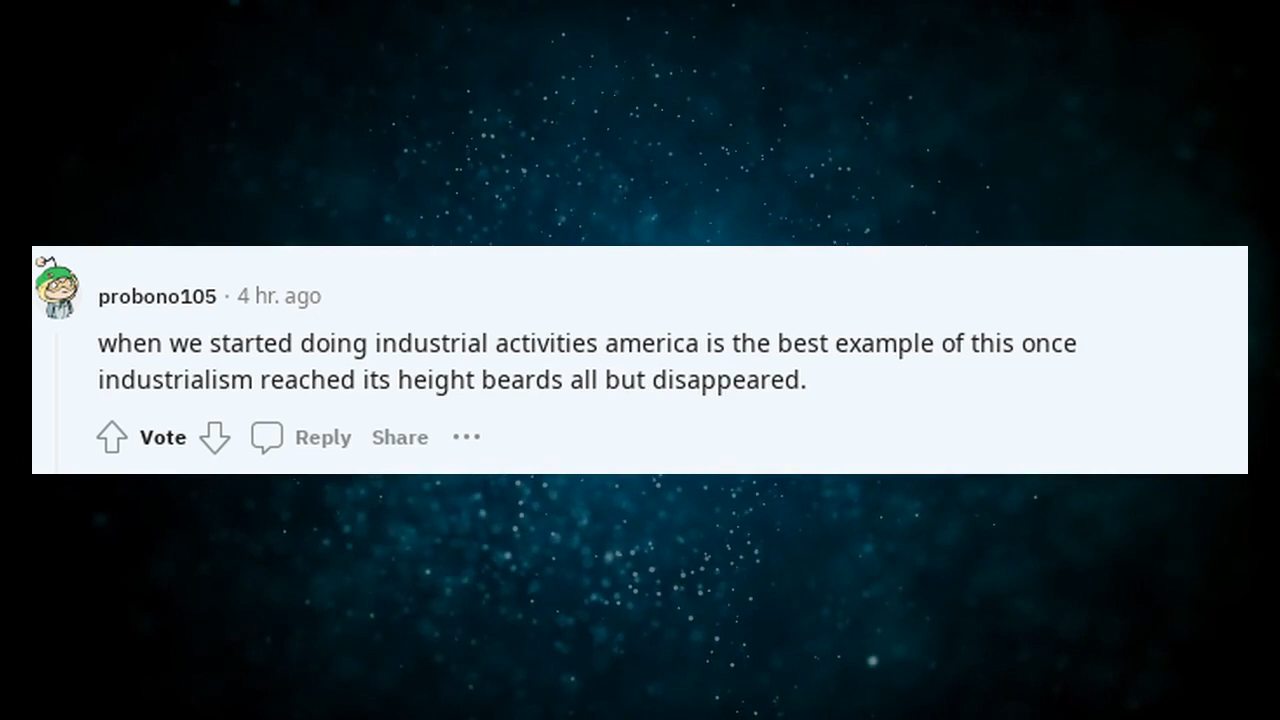 probono105 · 4 hr. ago
when we started doing industrial activities america is the best example of this once
industrialism reached its height beards all but disappeared.
Vote Reply Share